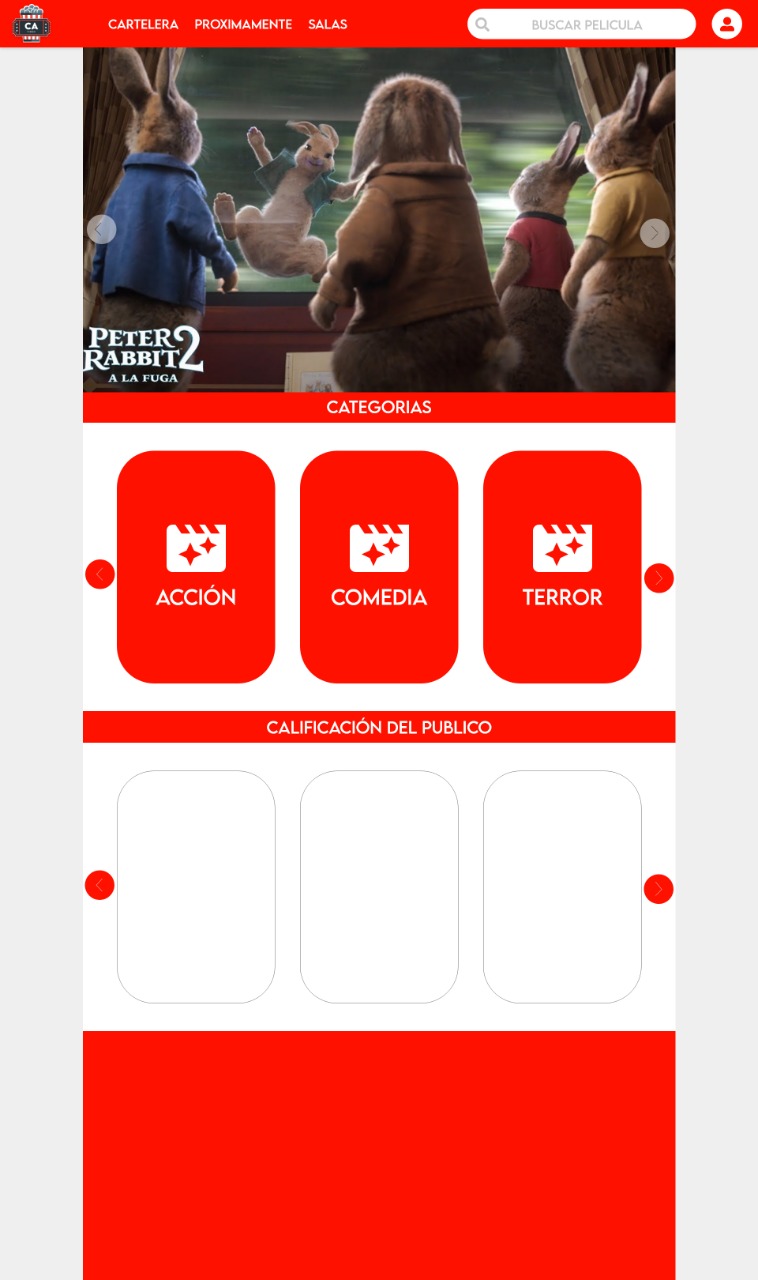 CA
CARTELERA PROXIMAMENTE SALAS BUSCAR PELICULA
PETER
RABBIT 2
A LA FUGA
CATEGORIAS
ACCIÓN COMEDIA TERROR
CALIFICACIÓN DEL PUBLICO